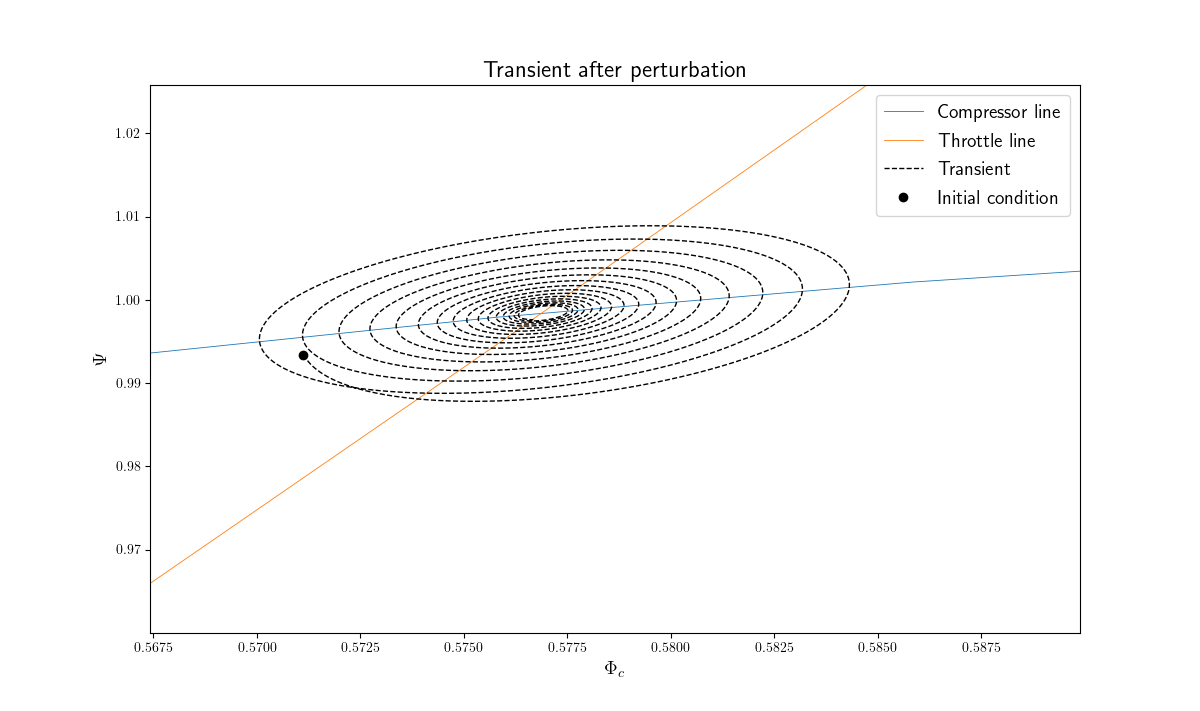 Transient after perturbation
Compressor line
Throttle line
Transient
Initial condition
1.02
1.01
1.00
0.99
0.98
0.97
Ψ
0.5675 0.5700 0.5725 0.5750 0.5775 0.5800 0.5825 0.5850 0.5875
Φc